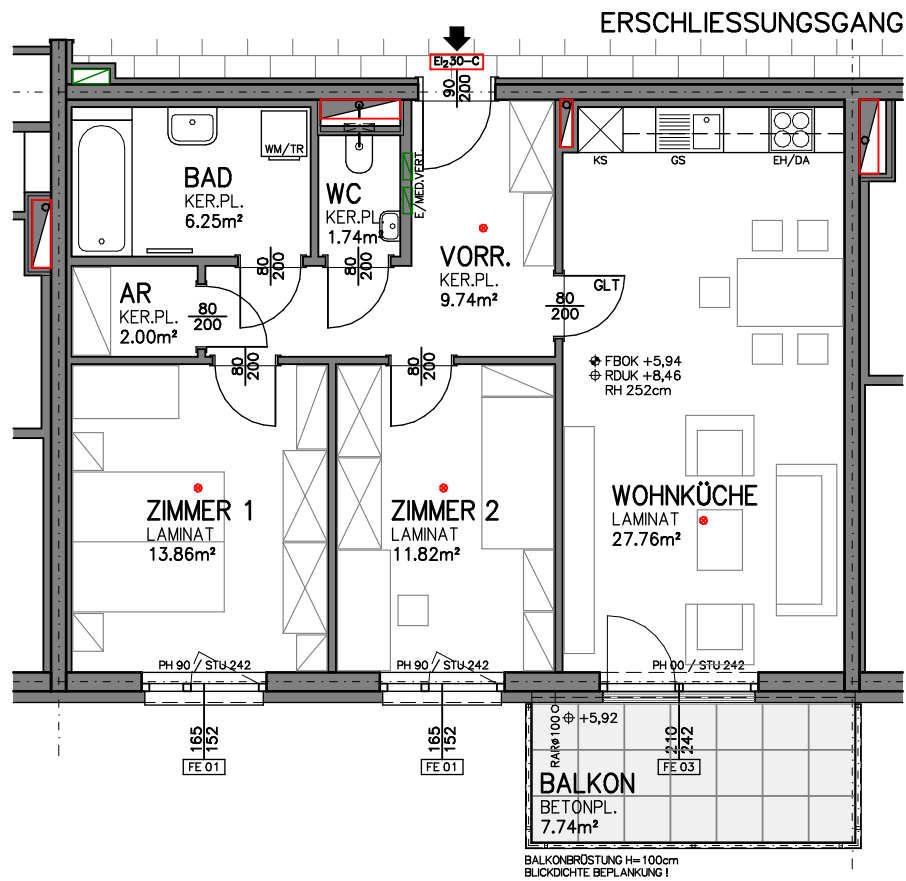 ERSCHLIESSUNGSGANG
EI₂30-C
90
200
WM/TR
BAD
KER.PL.
6.25m²
WC
KER.PL.
1.74m²
E/MED.VERT.
KS
GS
EH/DA
VORR.
KER.PL.
9.74m²
80
200
80
200
AR
KER.PL.
2.00m²
80
200
80
200
GLT
80
200
80
200
FBOK +5,94
RDUK +8,46
RH 252cm
ZIMMER 1
LAMINAT
13.86m²
ZIMMER 2
LAMINAT
11.82m²
WOHNKÜCHE
LAMINAT
27.76m²
PH 90 / STU 242
PH 90 / STU 242
PH 00 / STU 242
165
152
FE 01
165
152
FE 01
RARø100
+5,92
210
242
FE 03
BALKON
BETONPL.
7.74m²
BALKONBRÜSTUNG H=100cm
BLICKDICHTE BEPLANKUNG !